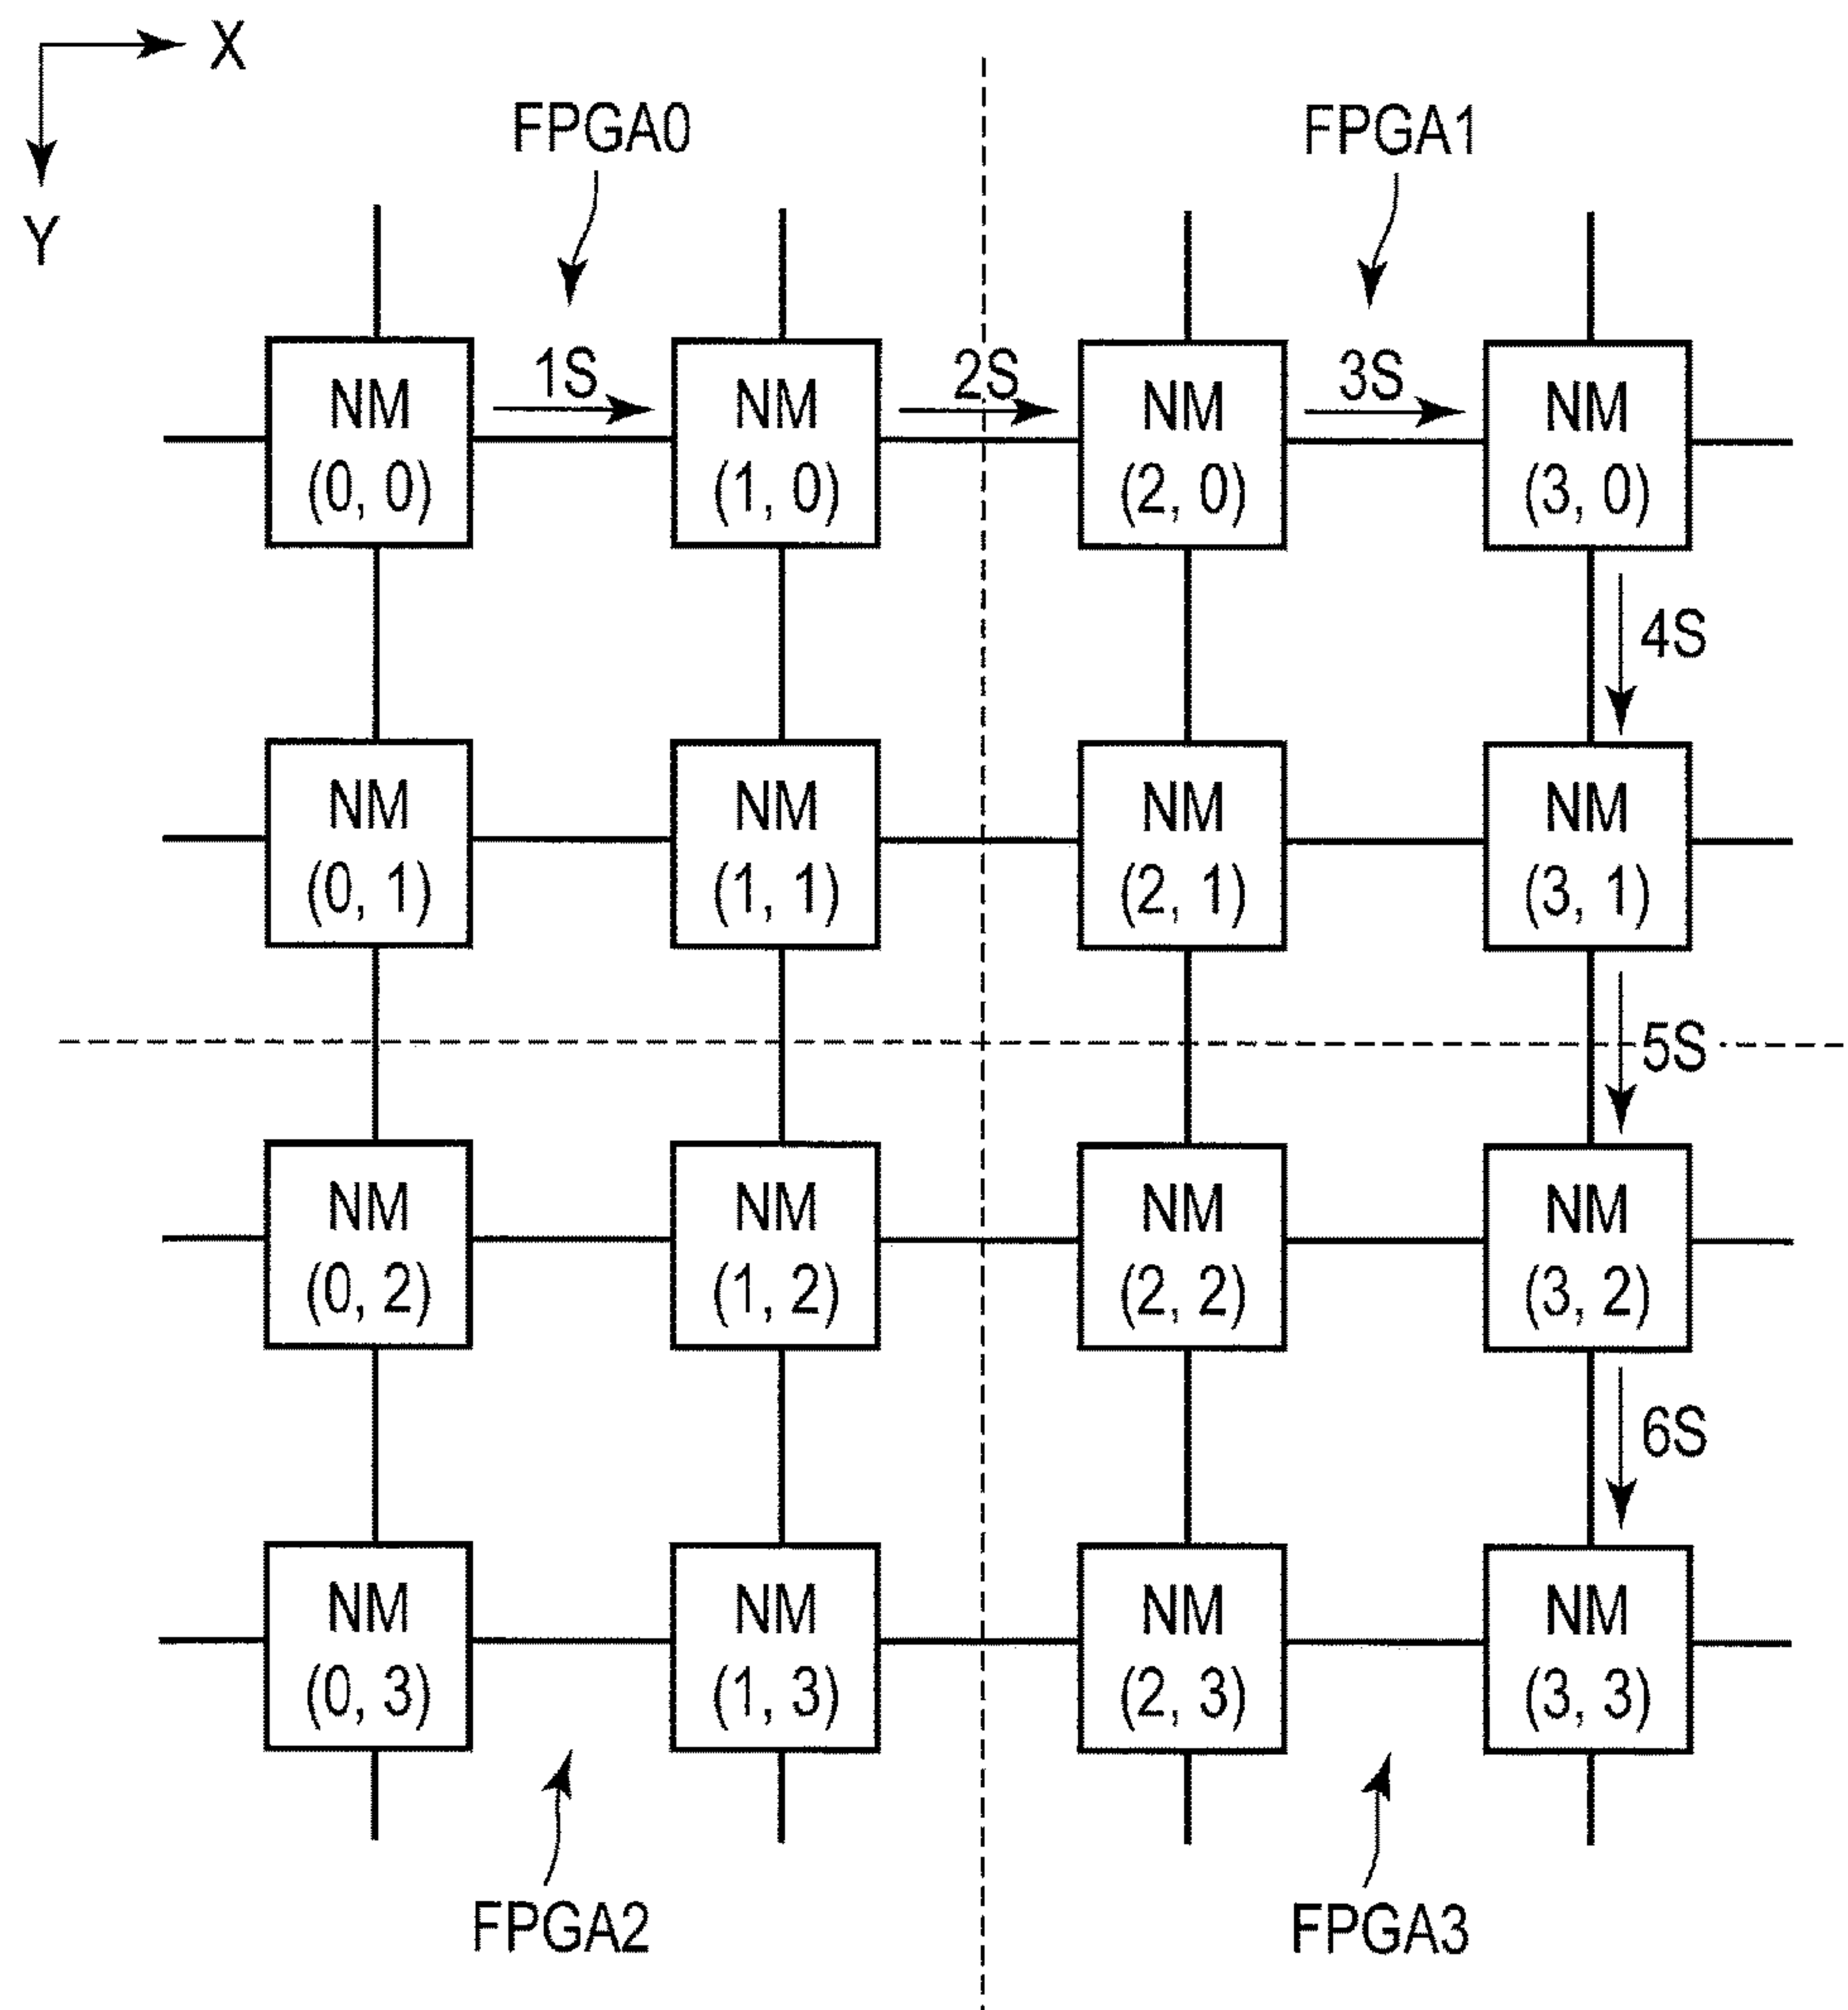 X
Y
FPGA0
FPGA1
NM
(0, 0)
1S
NM
(1, 0)
2S
NM
(2, 0)
3S
NM
(3, 0)
4S
NM
(0, 1)
NM
(1, 1)
NM
(2, 1)
NM
(3, 1)
5S
NM
(0, 2)
NM
(1, 2)
NM
(2, 2)
NM
(3, 2)
6S
NM
(0, 3)
NM
(1, 3)
NM
(2, 3)
NM
(3, 3)
FPGA2
FPGA3